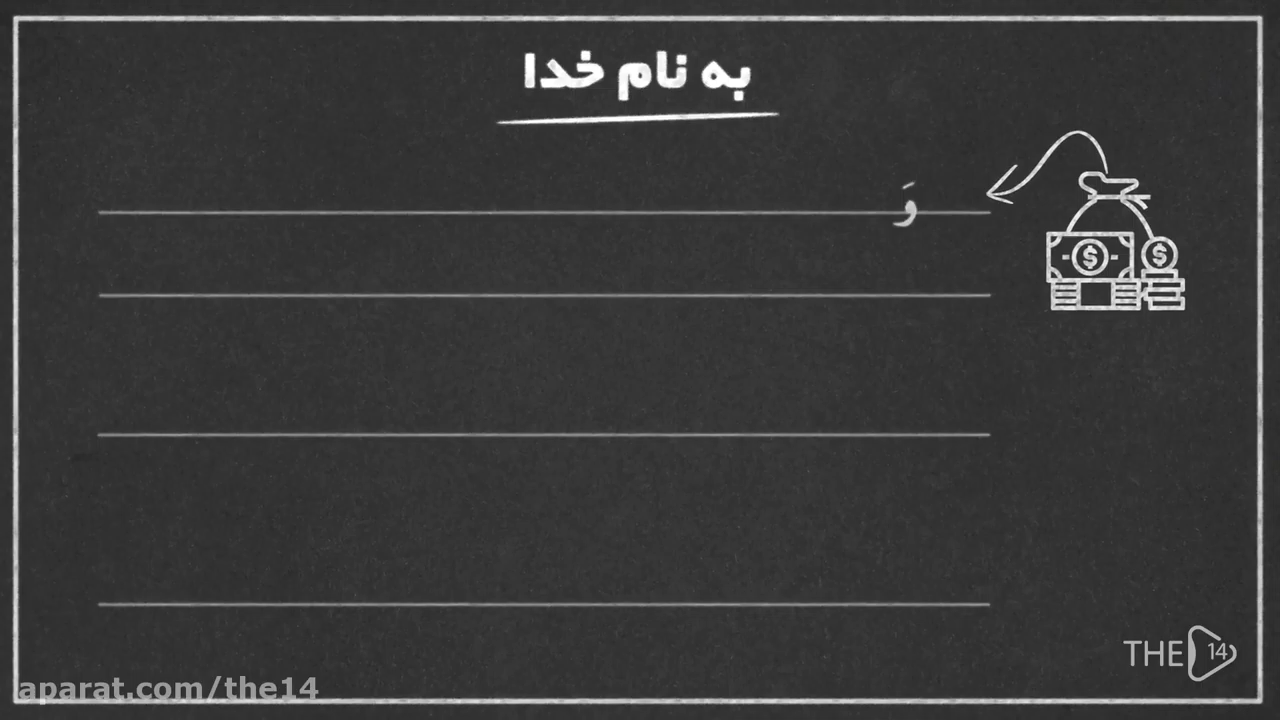 به نام خدا
وَ
$ $
THE 14
aparat.com/the14